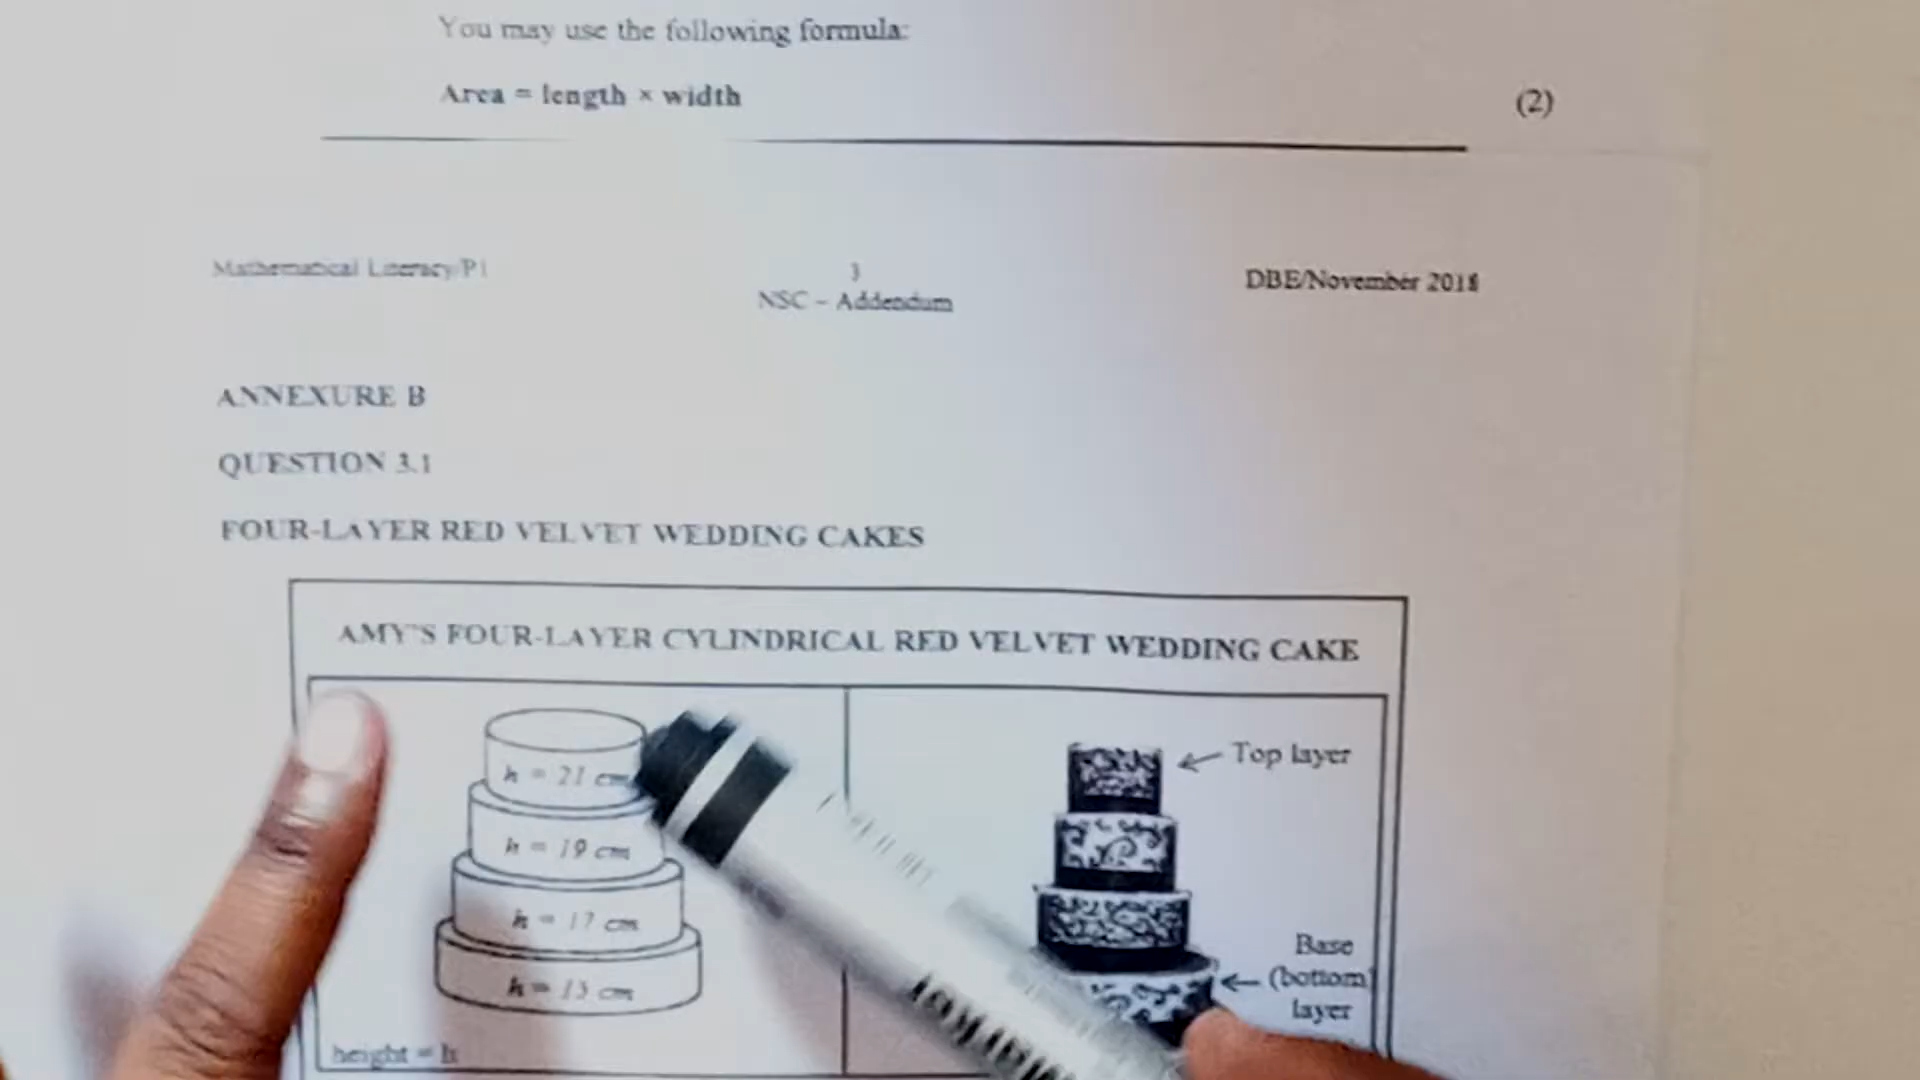 You may use the following formula:
Area = length × width
(2)
Mathematical Literacy/P1
3
DBE/November 2018
NSC – Addendum
ANNEXURE B
QUESTION 3.1
FOUR-LAYER RED VELVET WEDDING CAKES
AMY'S FOUR-LAYER CYLINDRICAL RED VELVET WEDDING CAKE
h = 21 cm
h = 19 cm
h = 17 cm
h = 15 cm
height = h
Top layer
Base
(bottom)
layer